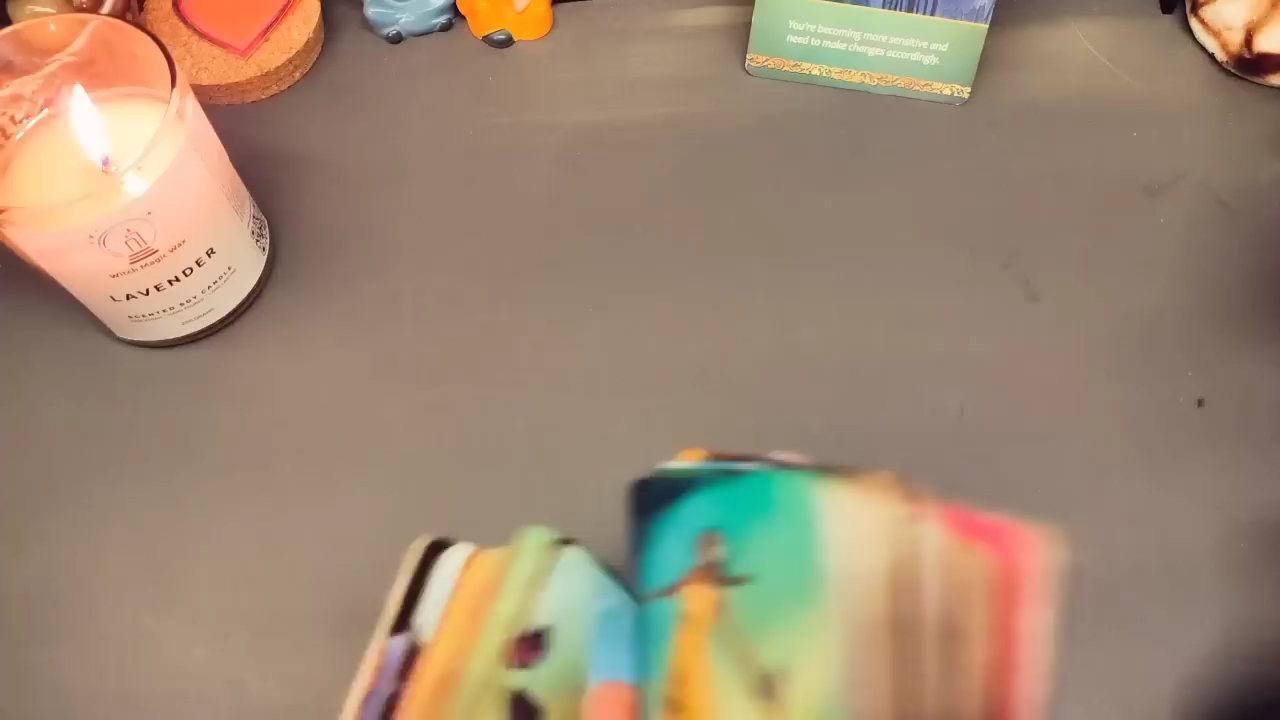 You're becoming more sensitive and
need to make changes accordingly.
Witch Magic Wax
LAVENDER
SCENTED SOY CANDLE